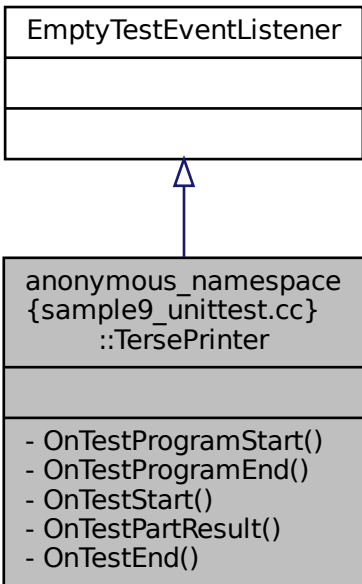 EmptyTestEventListener
anonymous_namespace
{sample9_unittest.cc}
::TersePrinter
- OnTestProgramStart()
- OnTestProgramEnd()
- OnTestStart()
- OnTestPartResult()
- OnTestEnd()